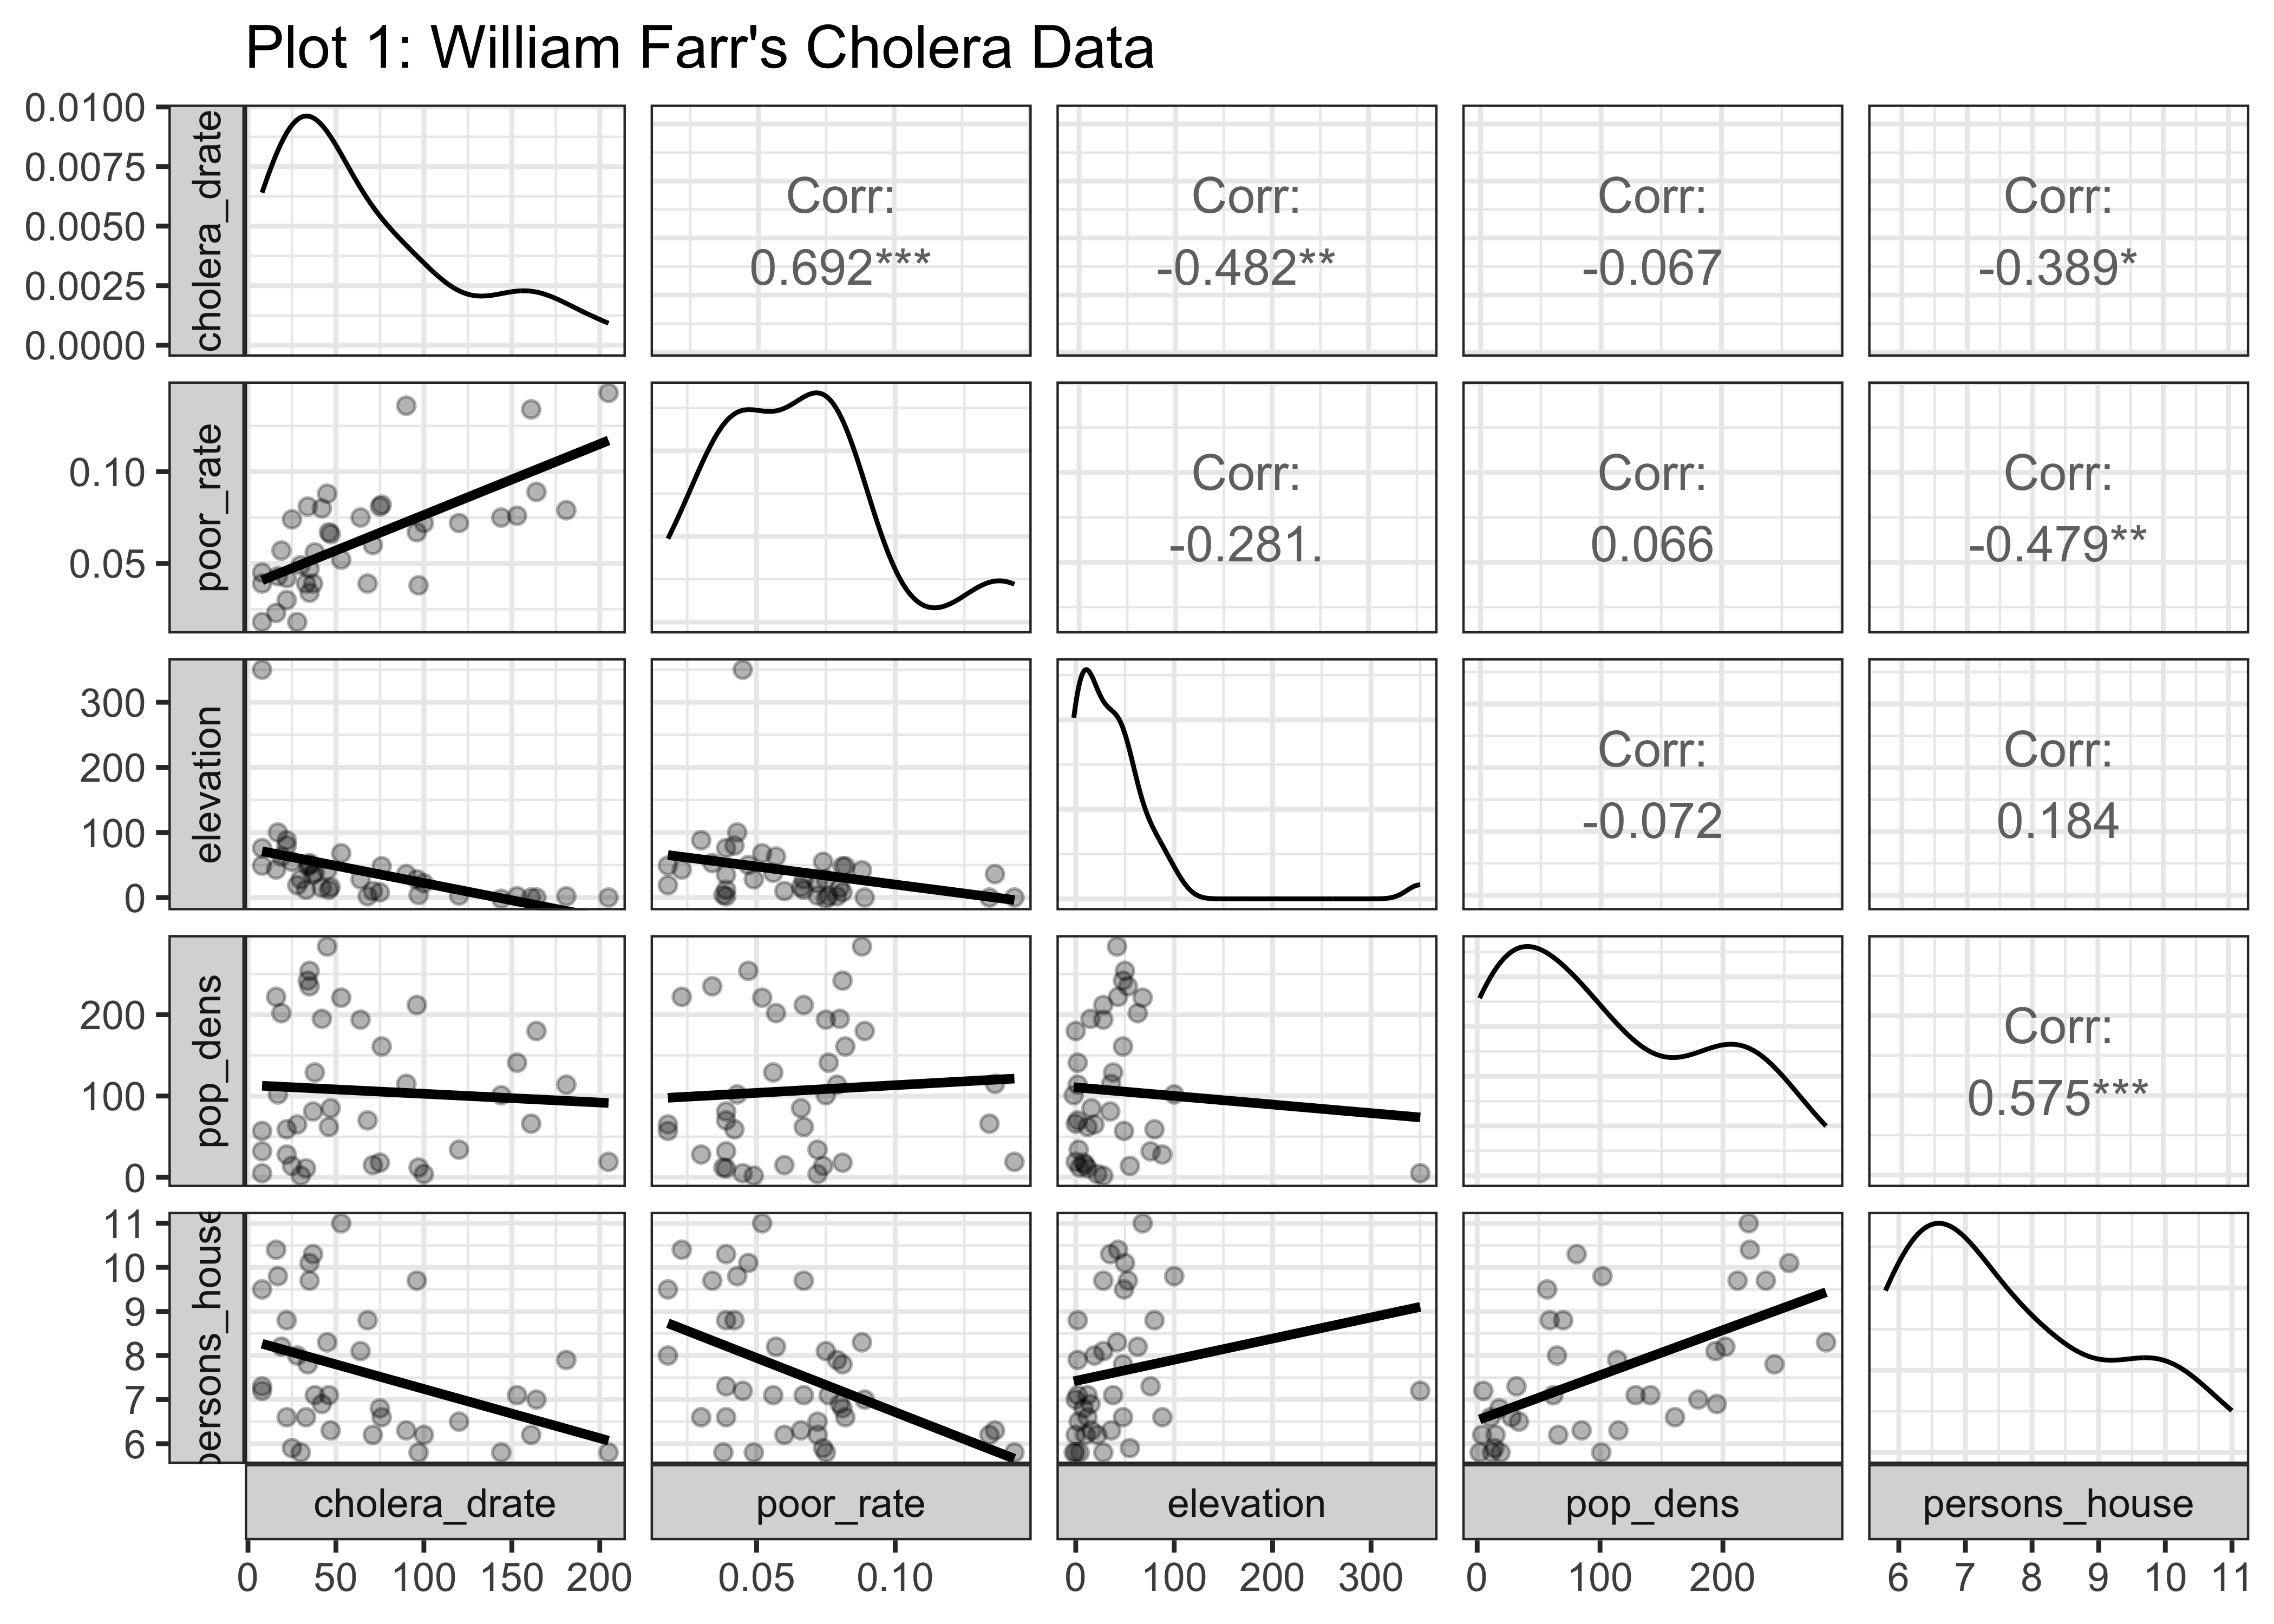 Plot 1: William Farr's Cholera Data
0.0100
0.0075
0.0050
0.0025
0.0000
cholera_drate
Corr:
0.692***
Corr:
-0.482**
Corr:
-0.067
Corr:
-0.389*
0.10
0.05
poor_rate
Corr:
-0.281.
Corr:
0.066
Corr:
-0.479**
300
200
100
0
elevation
Corr:
-0.072
Corr:
0.184
200
100
0
pop_dens
Corr:
0.575***
11
10
9
8
7
6
persons_house
cholera_drate
poor_rate
elevation
pop_dens
persons_house
0 50 100 150 200
0.05 0.10
0 100 200 300
0 100 200
6 7 8 9 10 11